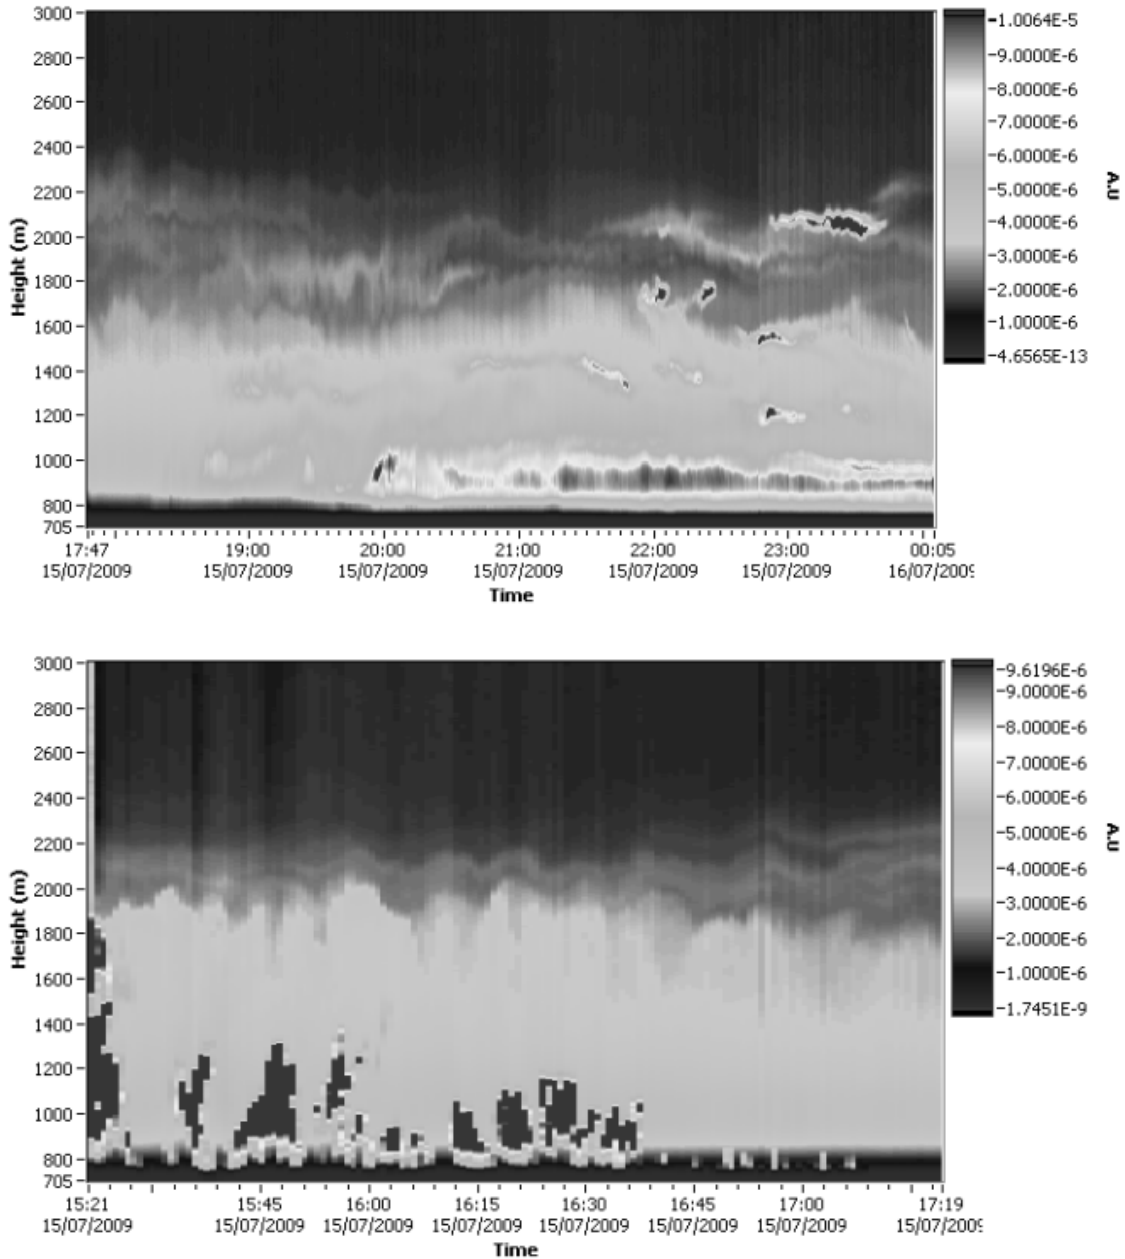 3000
2800
2600
2400
2200
2000
1800
1600
1400
1200
1000
800
705
Height (m)
17:47 19:00 20:00 21:00 22:00 23:00 00:05
15/07/2009 15/07/2009 15/07/2009 15/07/2009 15/07/2009 15/07/2009 16/07/2009
Time
1.0064E-5
9.0000E-6
8.0000E-6
7.0000E-6
6.0000E-6
5.0000E-6
4.0000E-6
3.0000E-6
2.0000E-6
1.0000E-6
4.6565E-13
A.U
3000
2800
2600
2400
2200
2000
1800
1600
1400
1200
1000
800
705
Height (m)
15:21 15:45 16:00 16:15 16:30 16:45 17:00 17:19
15/07/2009 15/07/2009 15/07/2009 15/07/2009 15/07/2009 15/07/2009 15/07/2009 15/07/2009
Time
9.6196E-6
9.0000E-6
8.0000E-6
7.0000E-6
6.0000E-6
5.0000E-6
4.0000E-6
3.0000E-6
2.0000E-6
1.0000E-6
1.7451E-9
A.U